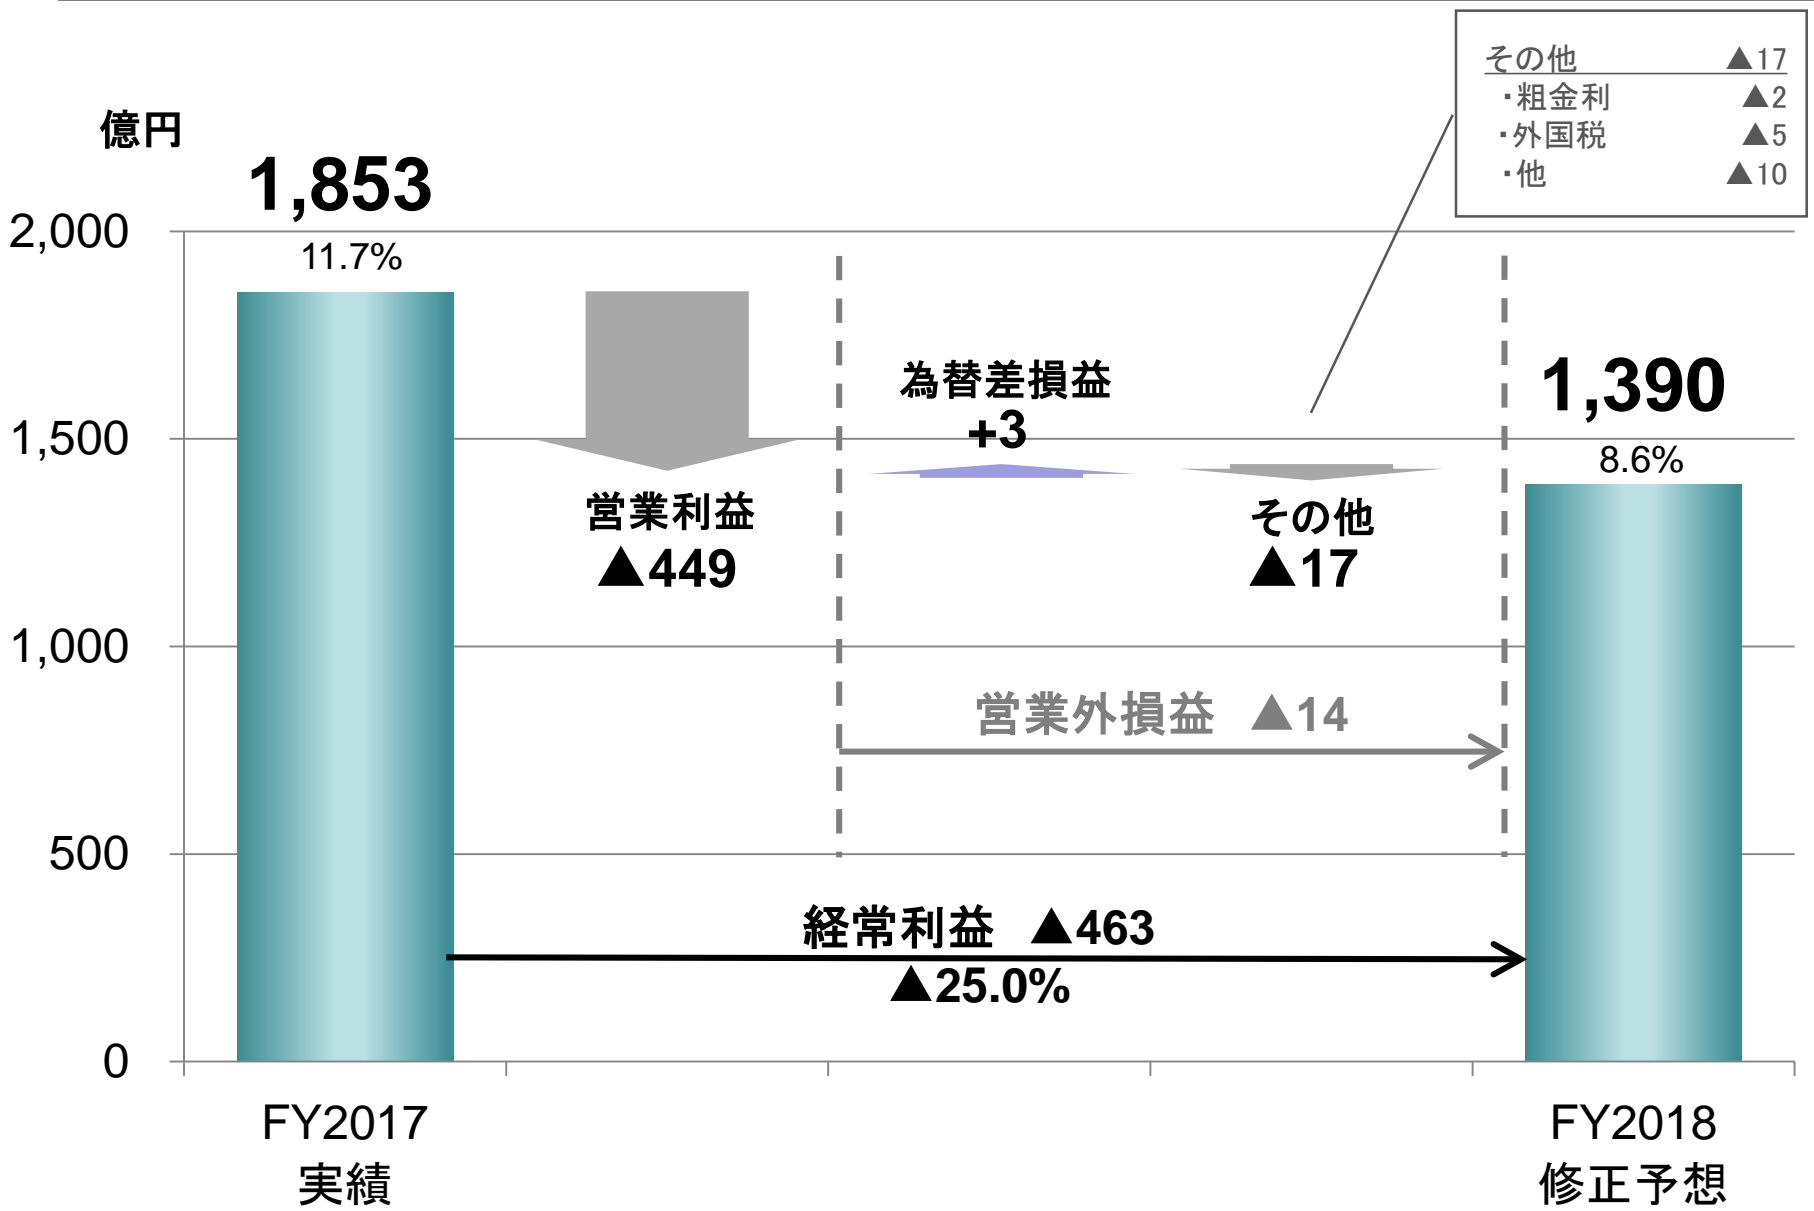 その他 ▲17
・粗金利 ▲2
・外国税 ▲5
・他 ▲10
億円
1,853
11.7%
2,000
1,500
1,000
500
0
営業利益
▲449
為替差損益
+3
その他
▲17
1,390
8.6%
営業外損益 ▲14
経常利益 ▲463
▲25.0%
FY2017
実績
FY2018
修正予想